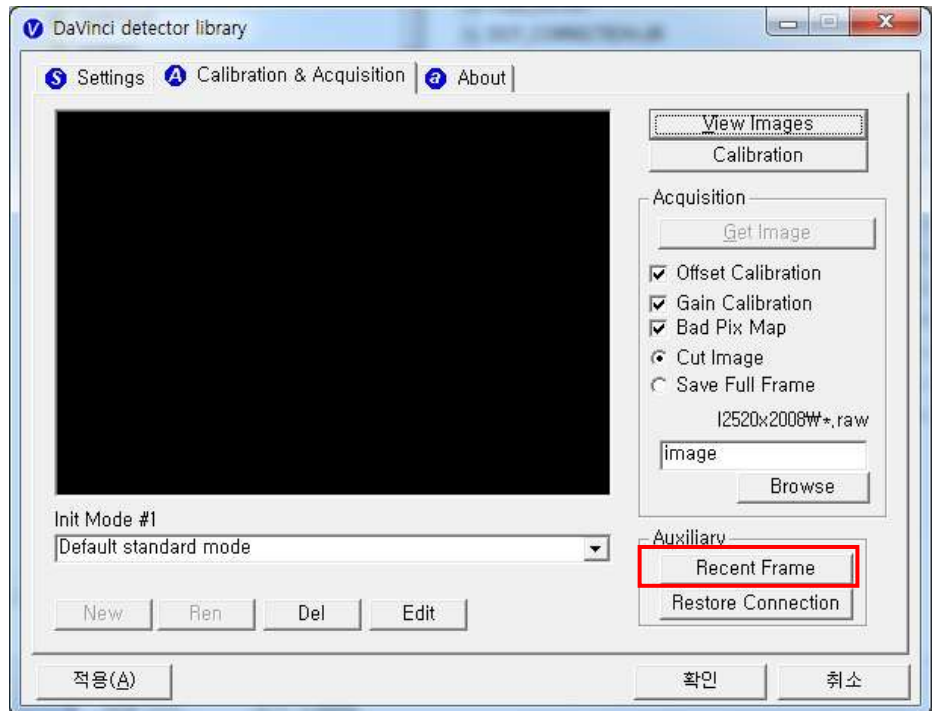 DaVinci detector library
Settings Calibration & Acquisition About
View Images
Calibration
Acquisition
Get Image
Offset Calibration
Gain Calibration
Bad Pix Map
Cut Image
Save Full Frame
I2520x2008₩*.raw
image
Browse
Init Mode #1
Default standard mode
New Ren Del Edit
Auxiliary
Recent Frame
Restore Connection
적용(A) 확인 취소